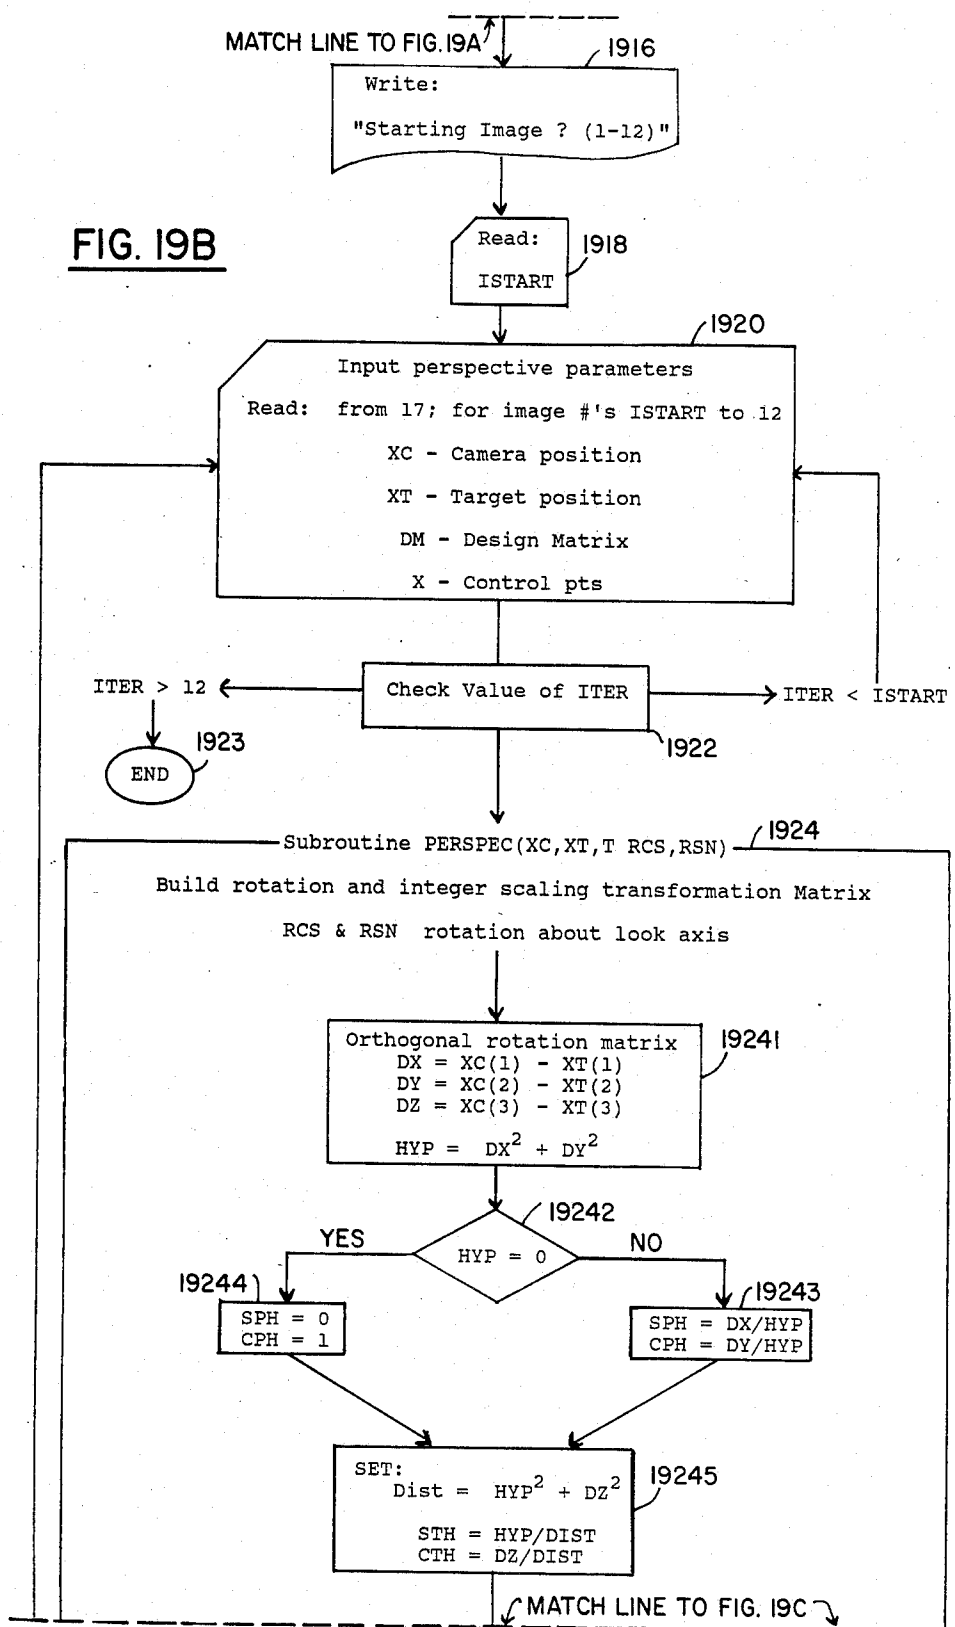 MATCH LINE TO FIG.19A
1916
Write:
"Starting Image ? (1-12)"
FIG. 19B
Read:
ISTART
1918
1920
Input perspective parameters
Read: from 17; for image #'s ISTART to 12
XC - Camera position
XT - Target position
DM - Design Matrix
X - Control pts
ITER > 12
Check Value of ITER
ITER < ISTART
1922
1923
END
1924
Subroutine PERSPEC(XC,XT,T RCS,RSN)
Build rotation and integer scaling transformation Matrix
RCS & RSN rotation about look axis
19241
Orthogonal rotation matrix
DX = XC(1) - XT(1)
DY = XC(2) - XT(2)
DZ = XC(3) - XT(3)
HYP = DX² + DY²
19242
YES
HYP = 0
NO
19244
SPH = 0
CPH = 1
19243
SPH = DX/HYP
CPH = DY/HYP
19245
SET:
Dist = HYP² + DZ²
STH = HYP/DIST
CTH = DZ/DIST
MATCH LINE TO FIG. 19C